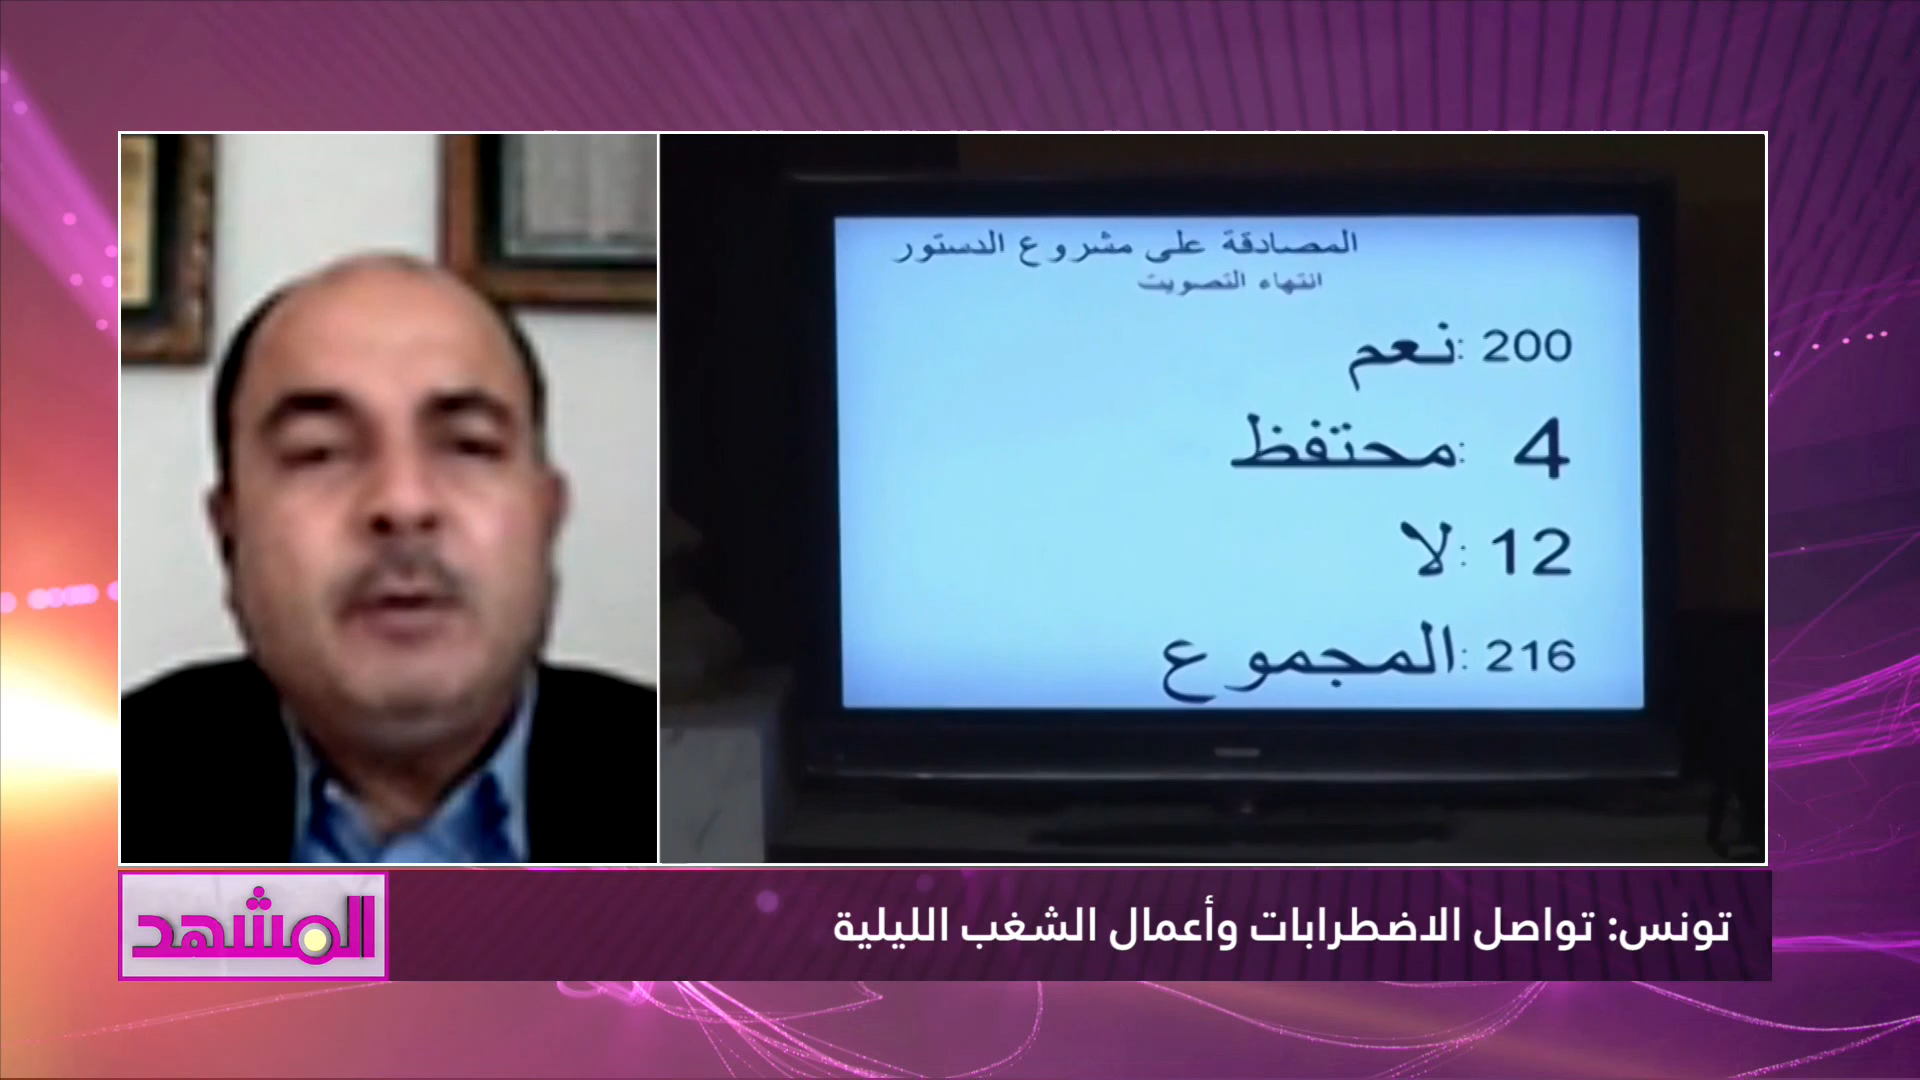 المصادقة على مشروع الدستور
انتهاء التصويت
نعم: 200
محتفظ: 4
لا: 12
المجموع: 216
تونس: تواصل الاضطرابات وأعمال الشغب الليلية
المشهد